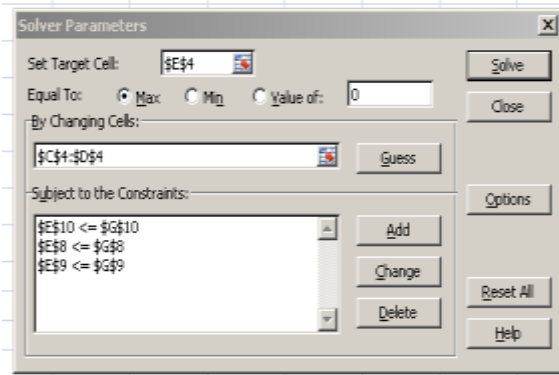 Solver Parameters
Set Target Cell: $E$4 Solve
Equal To: Max Min Value of: 0 Close
By Changing Cells:
$C$4:$D$4 Guess
Subject to the Constraints: Options
$E$10 <= $G$10 Add
$E$8 <= $G$8
$E$9 <= $G$9 Change
Reset All
Delete
Help